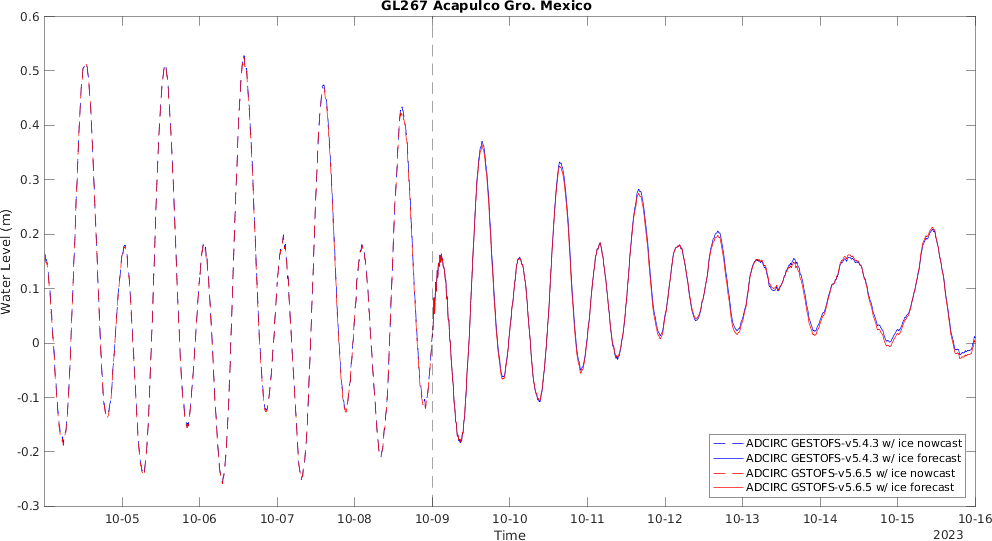 GL267 Acapulco Gro. Mexico
0.6
0.5
0.4
0.3
0.2
0.1
0
-0.1
-0.2
-0.3
Water Level (m)
10-05 10-06 10-07 10-08 10-09 10-10 10-11 10-12 10-13 10-14 10-15 10-16
Time
2023
ADCIRC GESTOFS-v5.4.3 w/ ice nowcast
ADCIRC GESTOFS-v5.4.3 w/ ice forecast
ADCIRC GSTOFS-v5.6.5 w/ ice nowcast
ADCIRC GSTOFS-v5.6.5 w/ ice forecast